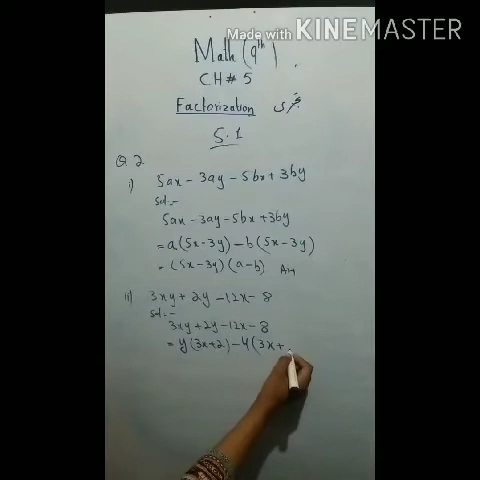 Made with KINEMASTER
Math (9th)
CH # 5
Factorization تجزی
5.1
Q.2
i) 5ax - 3ay - 5bx + 3by
Sol:-
5ax - 3ay - 5bx + 3by
= a(5x - 3y) - b(5x - 3y)
= (5x - 3y)(a - b) Ans
ii) 3xy + 2y - 12x - 8
Sol:-
3xy + 2y - 12x - 8
= y(3x + 2) - 4(3x +